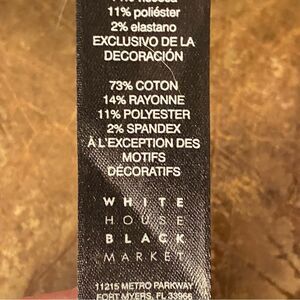 11% poliéster
2% elastano
EXCLUSIVO DE LA
DECORACIÓN
73% COTON
14% RAYONNE
11% POLYESTER
2% SPANDEX
À L'EXCEPTION DES
MOTIFS
DÉCORATIFS
WHITE
HOUSE
BLACK
MARKET
11215 METRO PARKWAY
FORT MYERS, FL 33966